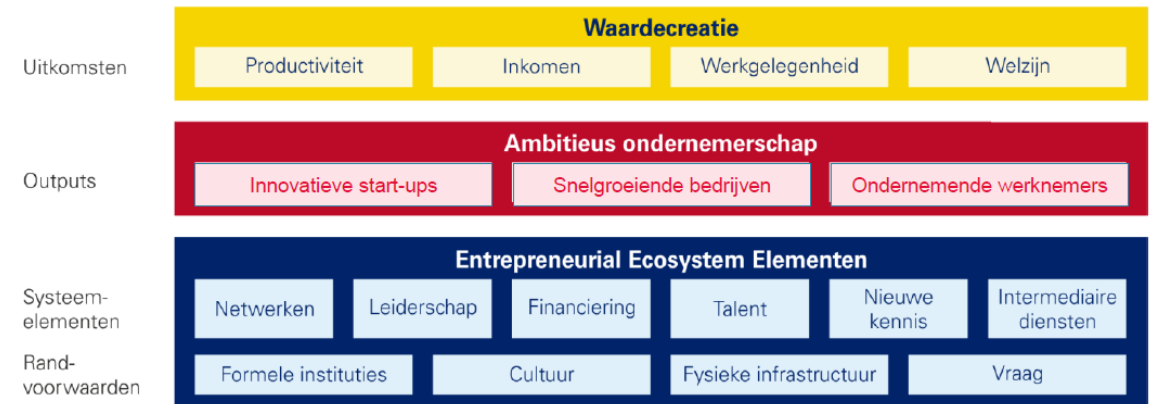 Waardecreatie
Uitkomsten
Productiviteit
Inkomen
Werkgelegenheid
Welzijn
Ambitieus ondernemerschap
Outputs
Innovatieve start-ups
Snelgroeiende bedrijven
Ondernemende werknemers
Entrepreneurial Ecosystem Elementen
Systeem-
elementen
Netwerken
Leiderschap
Financiering
Talent
Nieuwe
kennis
Intermediaire
diensten
Rand-
voorwaarden
Formele instituties
Cultuur
Fysieke infrastructuur
Vraag